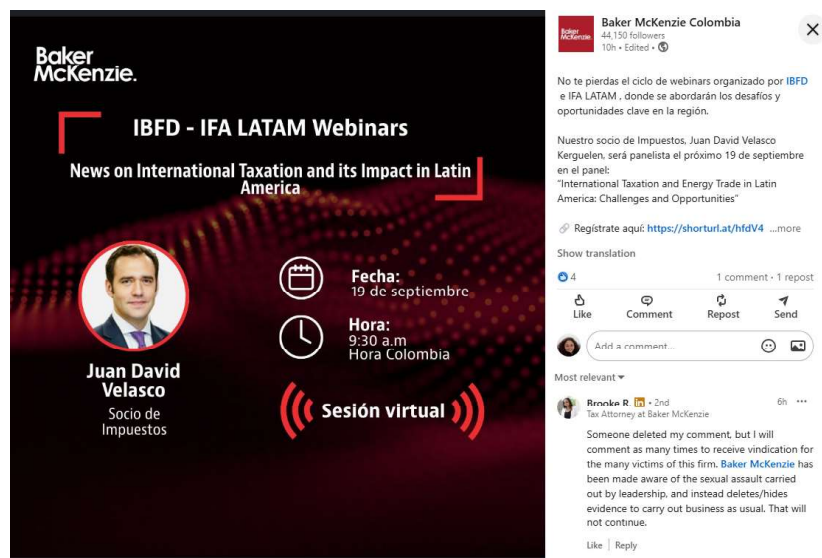 Baker
McKenzie.
IBFD - IFA LATAM Webinars
News on International Taxation and its Impact in Latin
America
Fecha:
19 de septiembre
Hora:
9:30 a.m
Hora Colombia
Juan David
Velasco
Socio de
Impuestos
Sesión virtual
Baker
McKenzie.
Baker McKenzie Colombia
44,150 followers
10h • Edited •
No te pierdas el ciclo de webinars organizado por IBFD
e IFA LATAM , donde se abordarán los desafíos y
oportunidades clave en la región.
Nuestro socio de Impuestos, Juan David Velasco
Kerguelen, será panelista el próximo 19 de septiembre
en el panel:
"International Taxation and Energy Trade in Latin
America: Challenges and Opportunities"
Regístrate aquí: https://shorturl.at/hfdV4 ...more
Show translation
4
1 comment • 1 repost
Like Comment Repost Send
Add a comment...
Most relevant
Brooke R. in • 2nd
6h ···
Tax Attorney at Baker McKenzie
Someone deleted my comment, but I will
comment as many times to receive vindication for
the many victims of this firm. Baker McKenzie has
been made aware of the sexual assault carried
out by leadership, and instead deletes/hides
evidence to carry out business as usual. That will
not continue.
Like | Reply